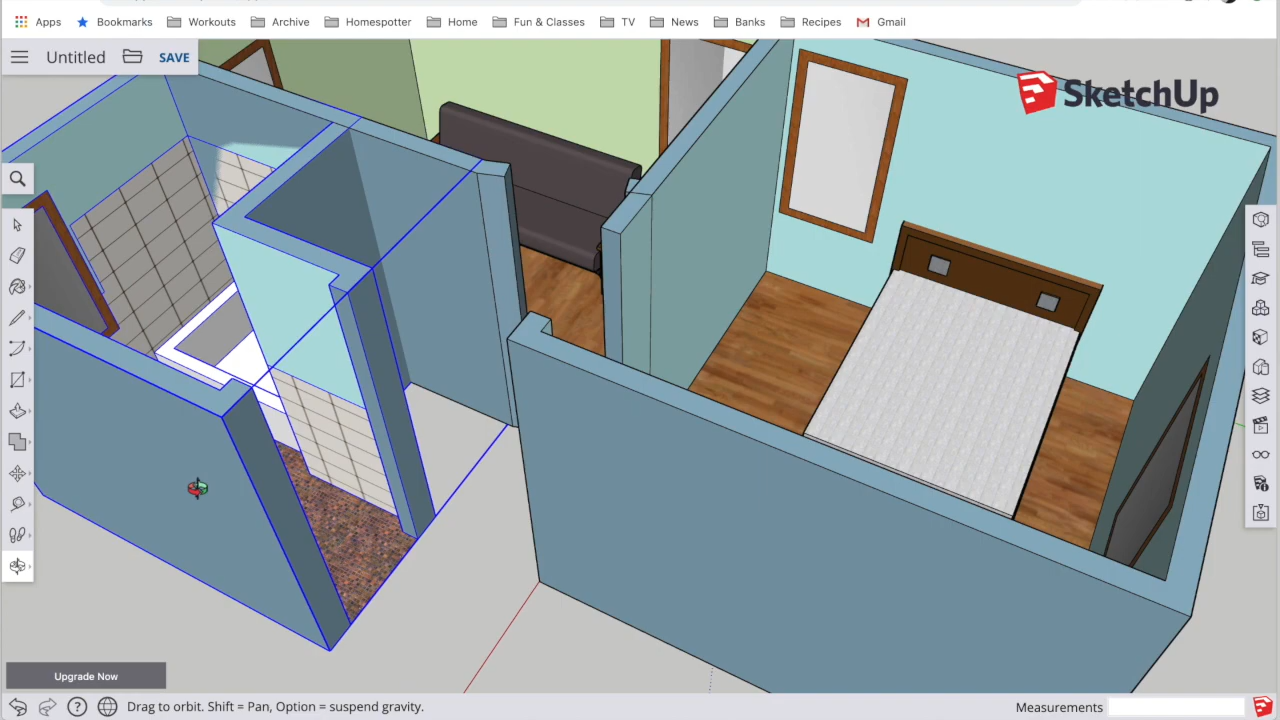 Apps Bookmarks Workouts Archive Homespotter Home Fun & Classes TV News Banks Recipes Gmail
Untitled SAVE
SketchUp
Upgrade Now
Drag to orbit. Shift = Pan, Option = suspend gravity. Measurements